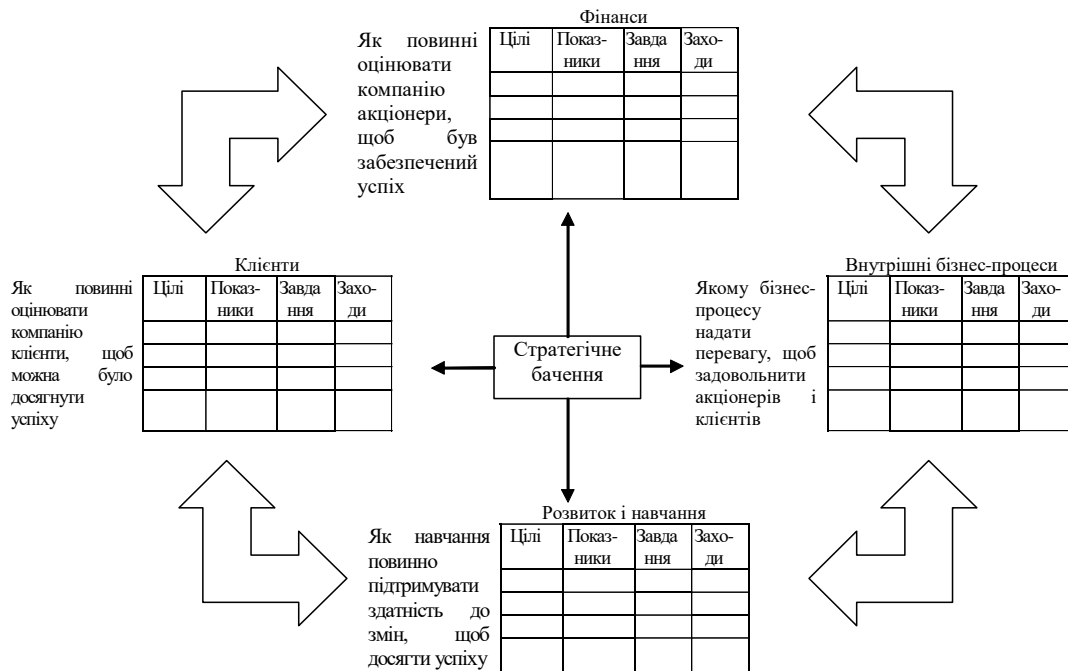 Фінанси
Як повинні
оцінювати
компанію
акціонери,
щоб був
забезпечений
успіх
Цілі Показ- Завда Захо-
ники ння ди
Клієнти
Як повинні
оцінювати
компанію
клієнти, щоб
можна було
досягнути
успіху
Цілі Показ- Завда Захо-
ники ння ди
Стратегічне
бачення
Внутрішні бізнес-процеси
Якому бізнес-
процесу
надати
перевагу, щоб
задовольнити
акціонерів і
клієнтів
Цілі Показ- Завда Захо-
ники ння ди
Розвиток і навчання
Як навчання
повинно
підтримувати
здатність до
змін, щоб
досягти успіху
Цілі Показ- Завда Захо-
ники ння ди